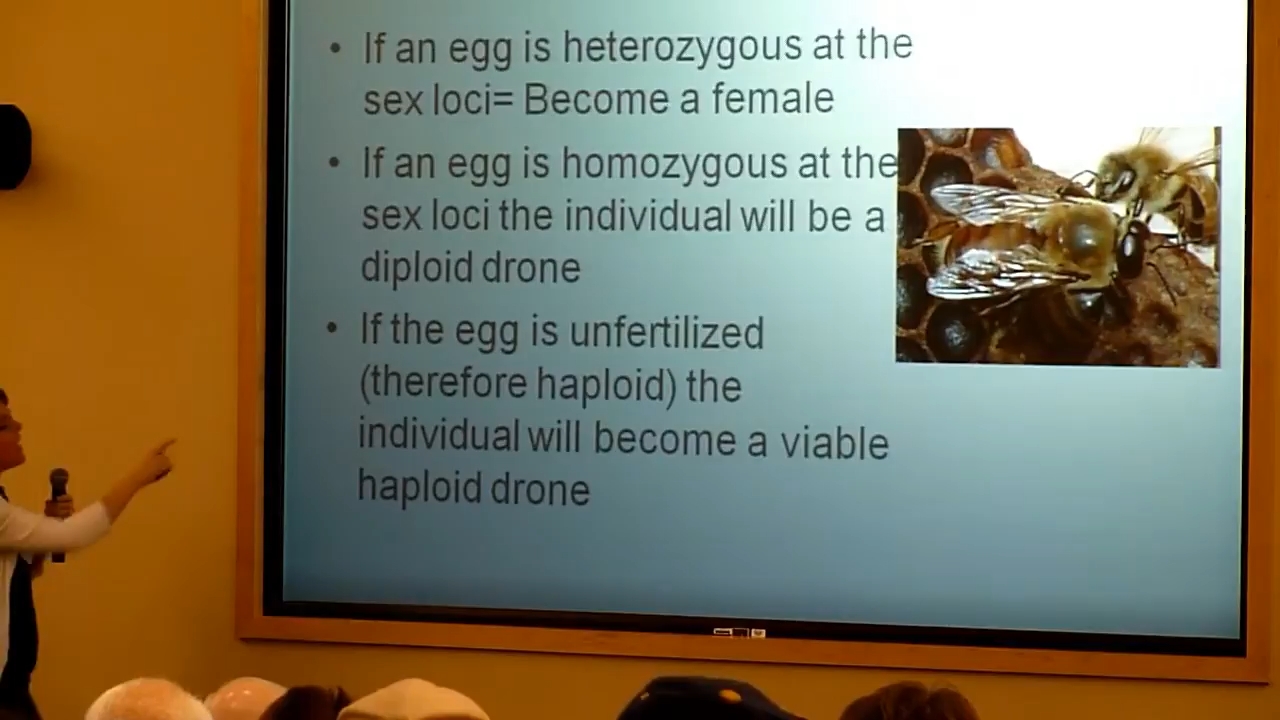 • If an egg is heterozygous at the
sex loci= Become a female
• If an egg is homozygous at the
sex loci the individual will be a
diploid drone
• If the egg is unfertilized
(therefore haploid) the
individual will become a viable
haploid drone